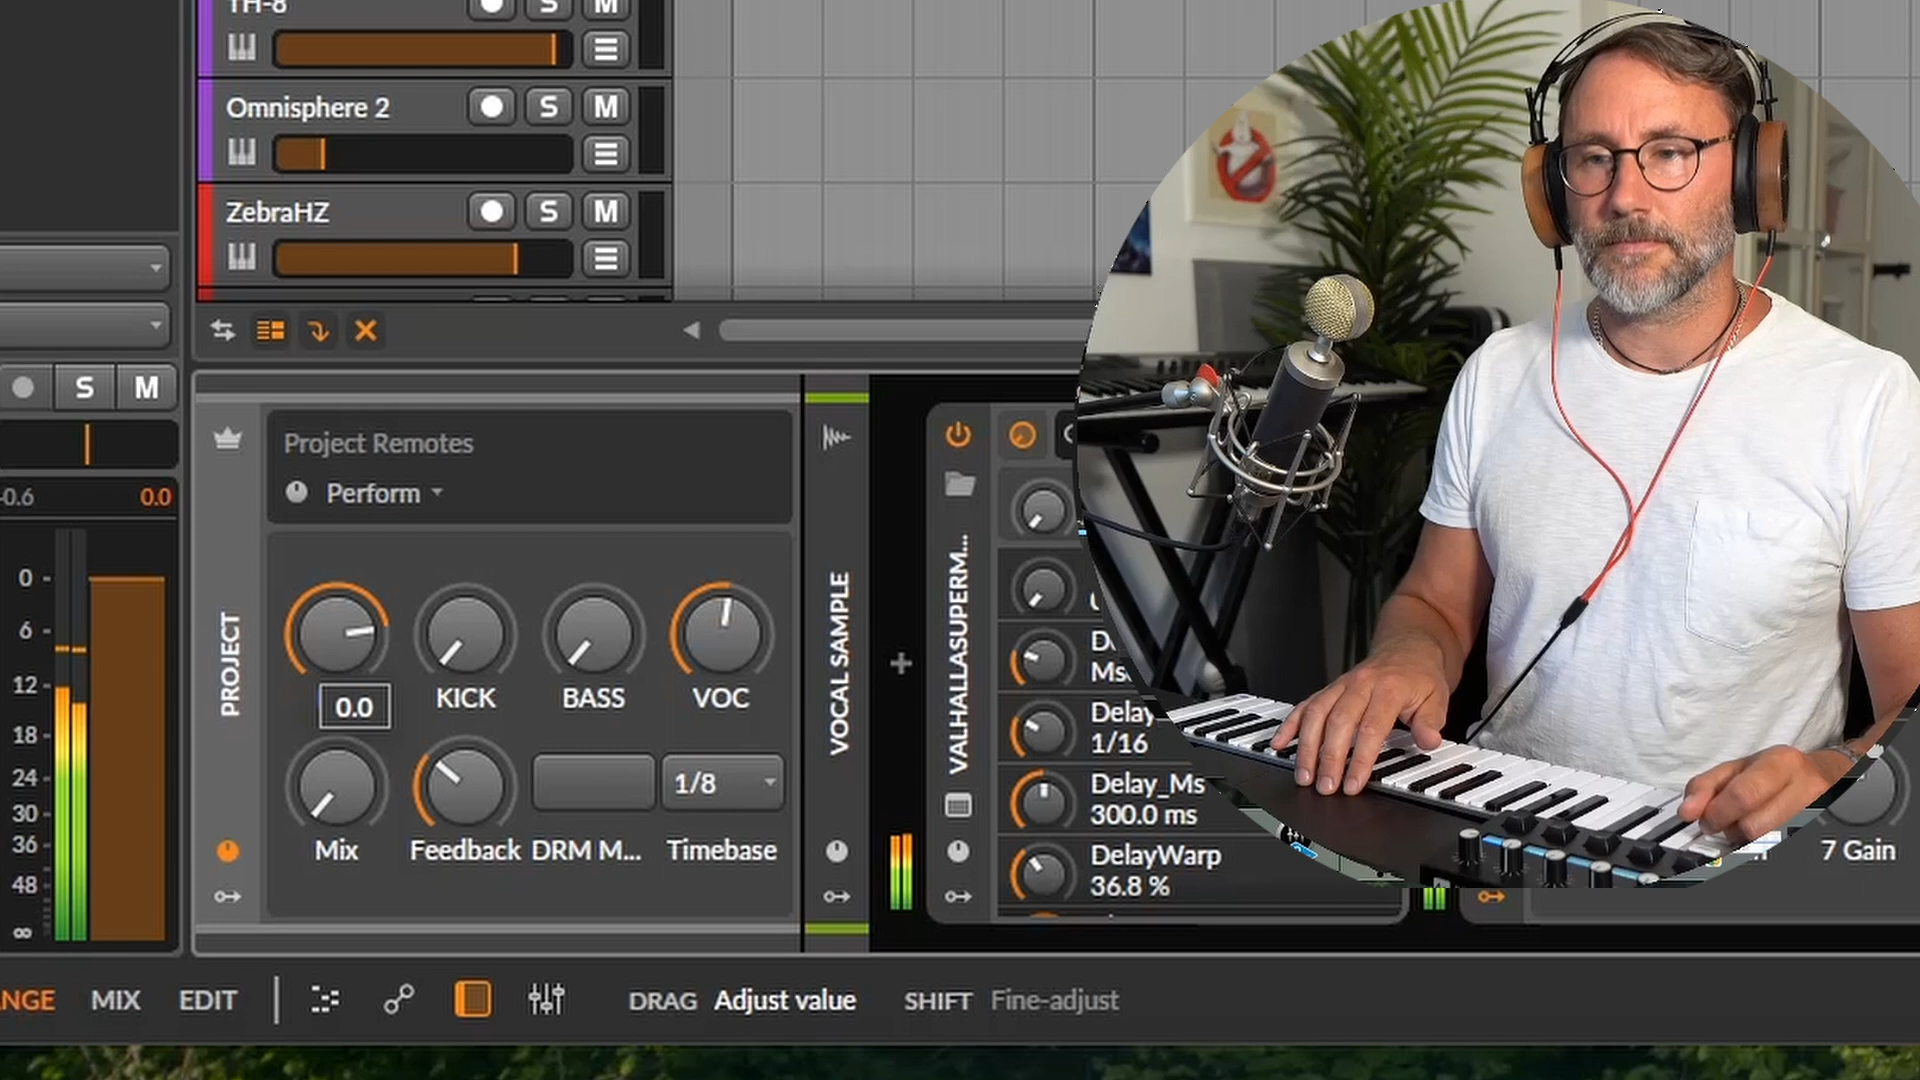 TH-8
S
M
Omnisphere 2
S
M
ZebraHZ
S
M
S
M
-0.6
0.0
0
6
12
18
24
30
36
48
∞
PROJECT
Project Remotes
Perform
0.0
KICK
BASS
VOC
Mix
Feedback
DRM M...
1/8
Timebase
VOCAL SAMPLE
VALHALLASUPERM...
Delay
1/16
Delay_Ms
300.0 ms
DelayWarp
36.8 %
7 Gain
MIX
EDIT
DRAG
Adjust value
SHIFT
Fine-adjust